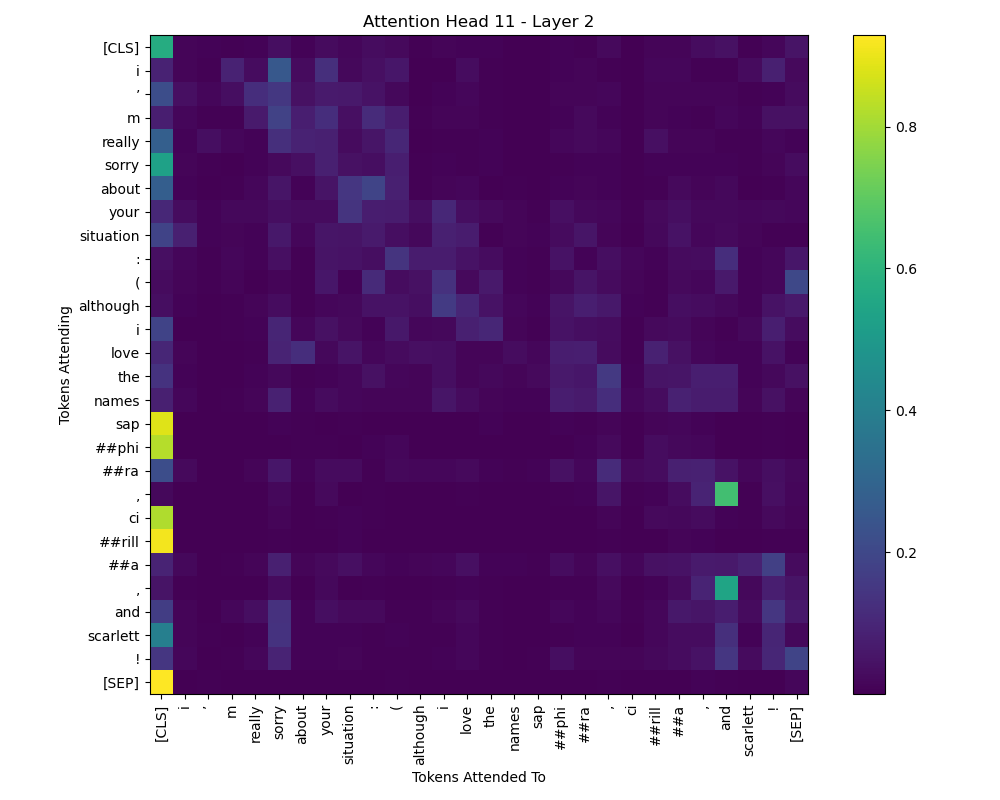 Attention Head 11 - Layer 2
Tokens Attending
[CLS]
i
’
m
really
sorry
about
your
situation
:
(
although
i
love
the
names
sap
##phi
##ra
,
ci
##rill
##a
,
and
scarlett
!
[SEP]
[CLS]
i
’
m
really
sorry
about
your
situation
:
(
although
i
love
the
names
sap
##phi
##ra
,
ci
##rill
##a
,
and
scarlett
!
[SEP]
Tokens Attended To
0.8
0.6
0.4
0.2